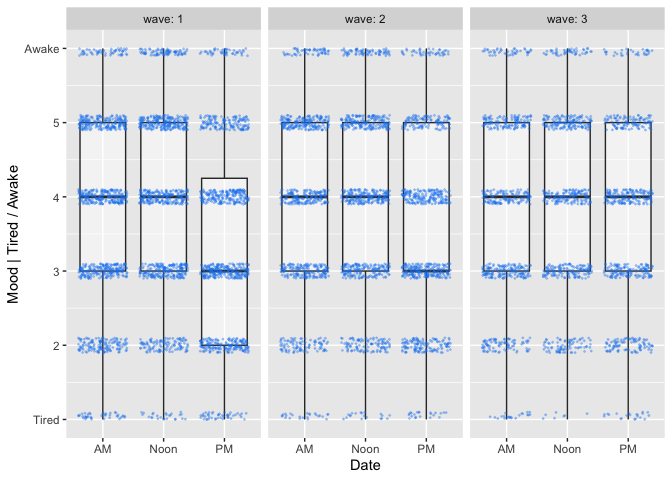 wave: 1 wave: 2 wave: 3
Awake
5
4
3
2
Tired
Mood | Tired / Awake
AM Noon PM AM Noon PM AM Noon PM
Date